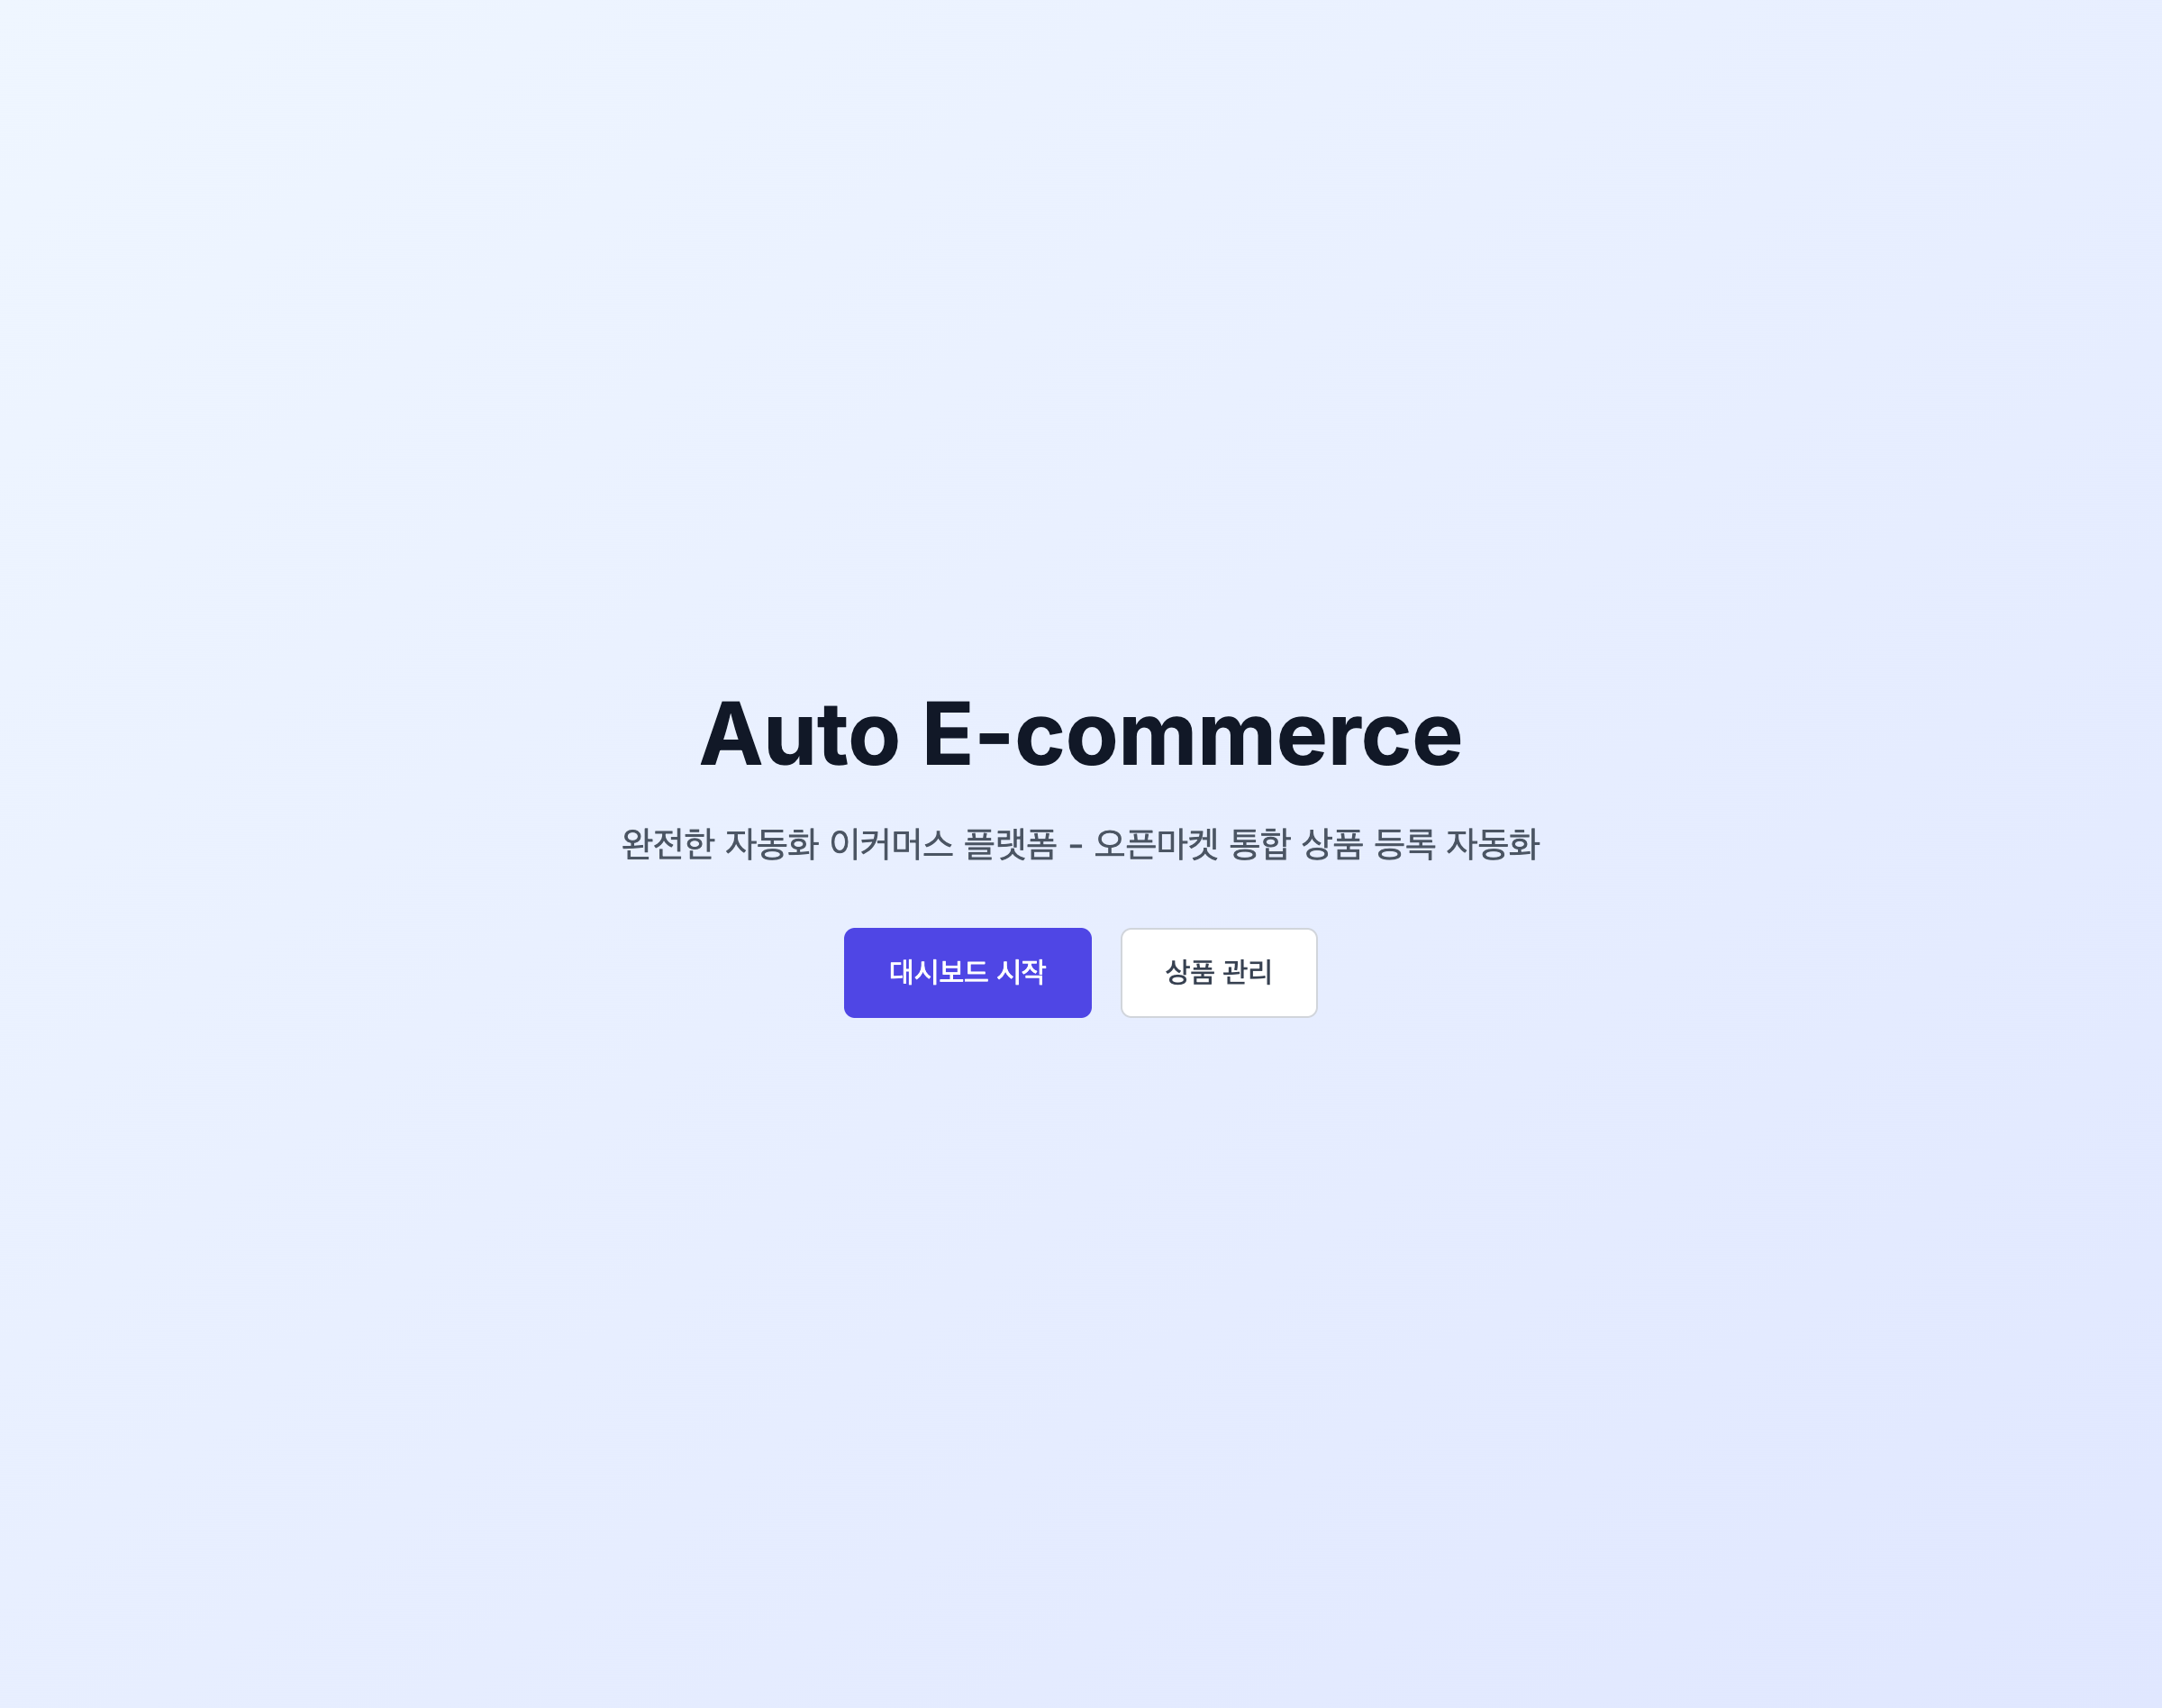 Auto E-commerce
완전한 자동화 이커머스 플랫폼 - 오픈마켓 통합 상품 등록 자동화
대시보드 시작
상품 관리